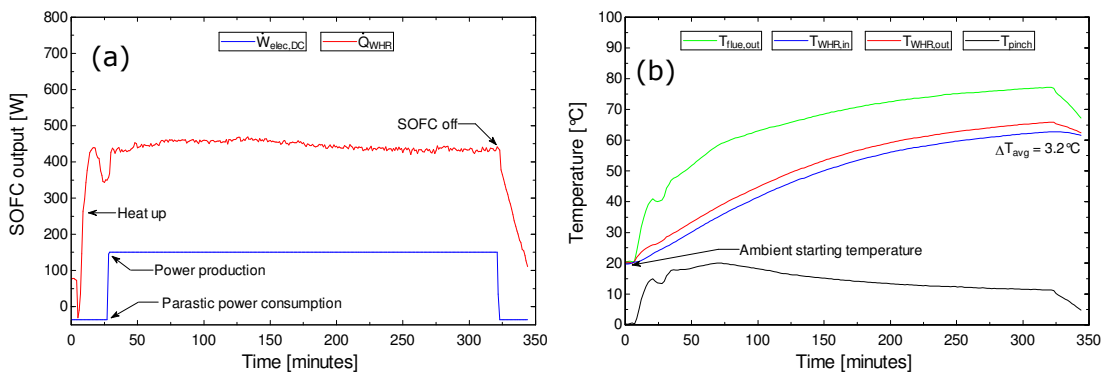 (a)
Ẇelec,DC Q̇WHR
800
700
600
500
400
300
200
100
0
SOFC output [W]
SOFC off
Heat up
Power production
Parastic power consumption
0 50 100 150 200 250 300 350
Time [minutes]
(b)
Tflue,out TWHR,in TWHR,out Tpinch
100
90
80
70
60
50
40
30
20
10
0
Temperature [°C]
ΔTavg = 3.2°C
Ambient starting temperature
0 50 100 150 200 250 300 350
Time [minutes]